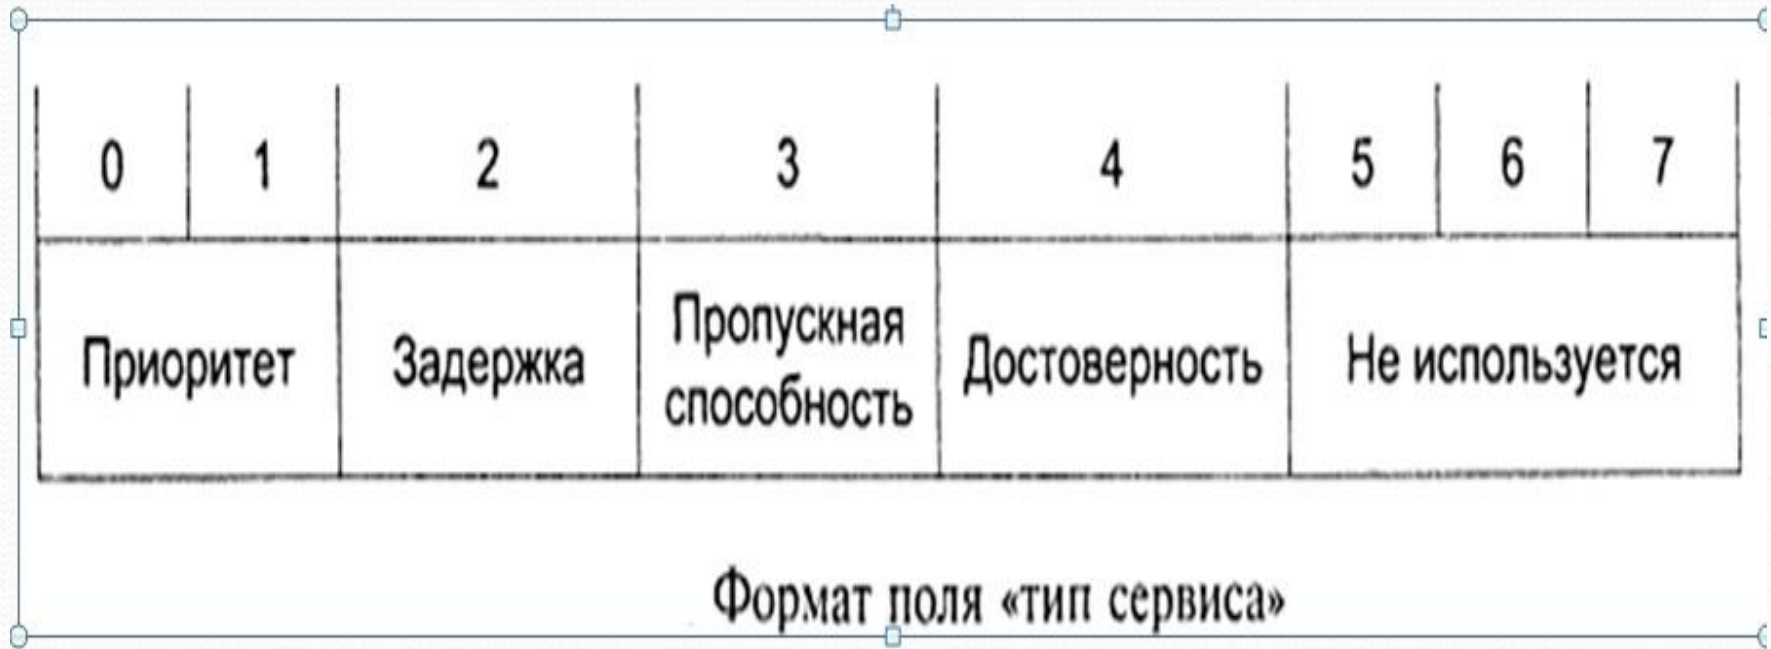 0 1 2 3 4 5 6 7
Приоритет Задержка Пропускная способность Достоверность Не используется
Формат поля «тип сервиса»